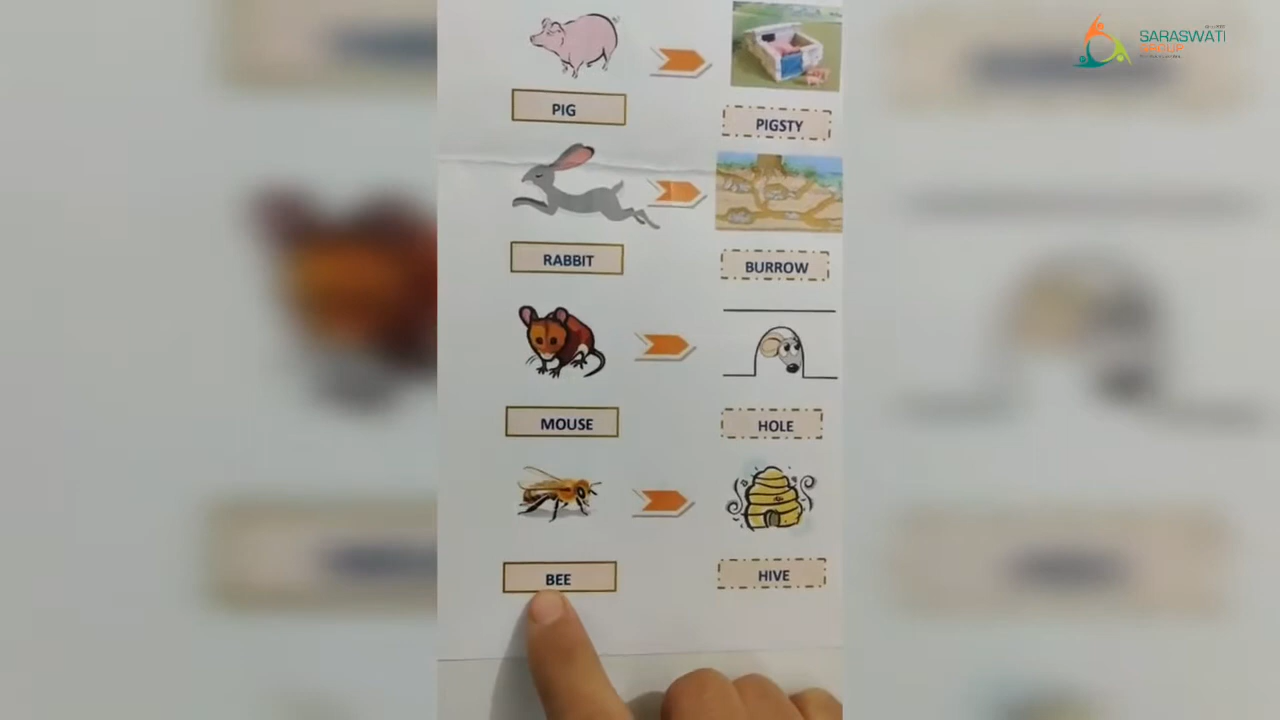 SARASWATI
GROUP
PIG
PIGSTY
RABBIT
BURROW
MOUSE
HOLE
BEE
HIVE